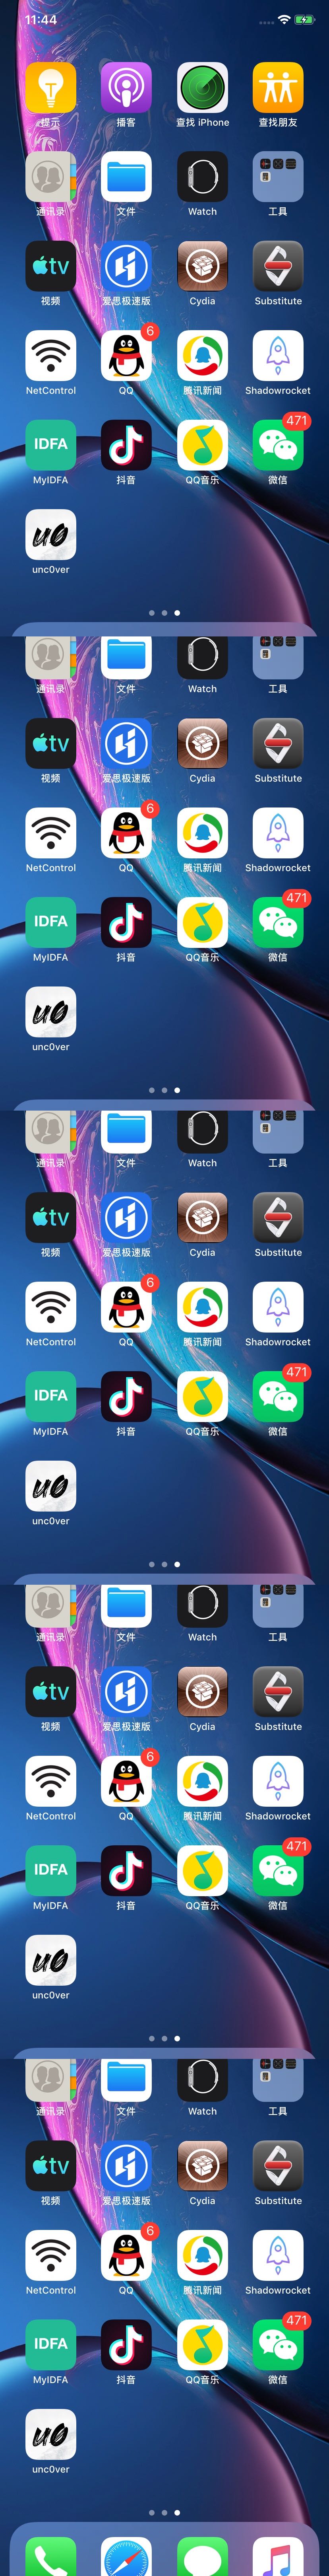 11:44
提示 播客 查找 iPhone 查找朋友
通讯录 文件 Watch 工具
tv
视频 爱思极速版 Cydia Substitute
6
NetControl QQ 腾讯新闻 Shadowrocket
471
IDFA
MyIDFA 抖音 QQ音乐 微信
u0
unc0ver
通讯录 文件 Watch 工具
tv
视频 爱思极速版 Cydia Substitute
6
NetControl QQ 腾讯新闻 Shadowrocket
471
IDFA
MyIDFA 抖音 QQ音乐 微信
u0
unc0ver
通讯录 文件 Watch 工具
tv
视频 爱思极速版 Cydia Substitute
6
NetControl QQ 腾讯新闻 Shadowrocket
471
IDFA
MyIDFA 抖音 QQ音乐 微信
u0
unc0ver
通讯录 文件 Watch 工具
tv
视频 爱思极速版 Cydia Substitute
6
NetControl QQ 腾讯新闻 Shadowrocket
471
IDFA
MyIDFA 抖音 QQ音乐 微信
u0
unc0ver
通讯录 文件 Watch 工具
tv
视频 爱思极速版 Cydia Substitute
6
NetControl QQ 腾讯新闻 Shadowrocket
471
IDFA
MyIDFA 抖音 QQ音乐 微信
u0
unc0ver